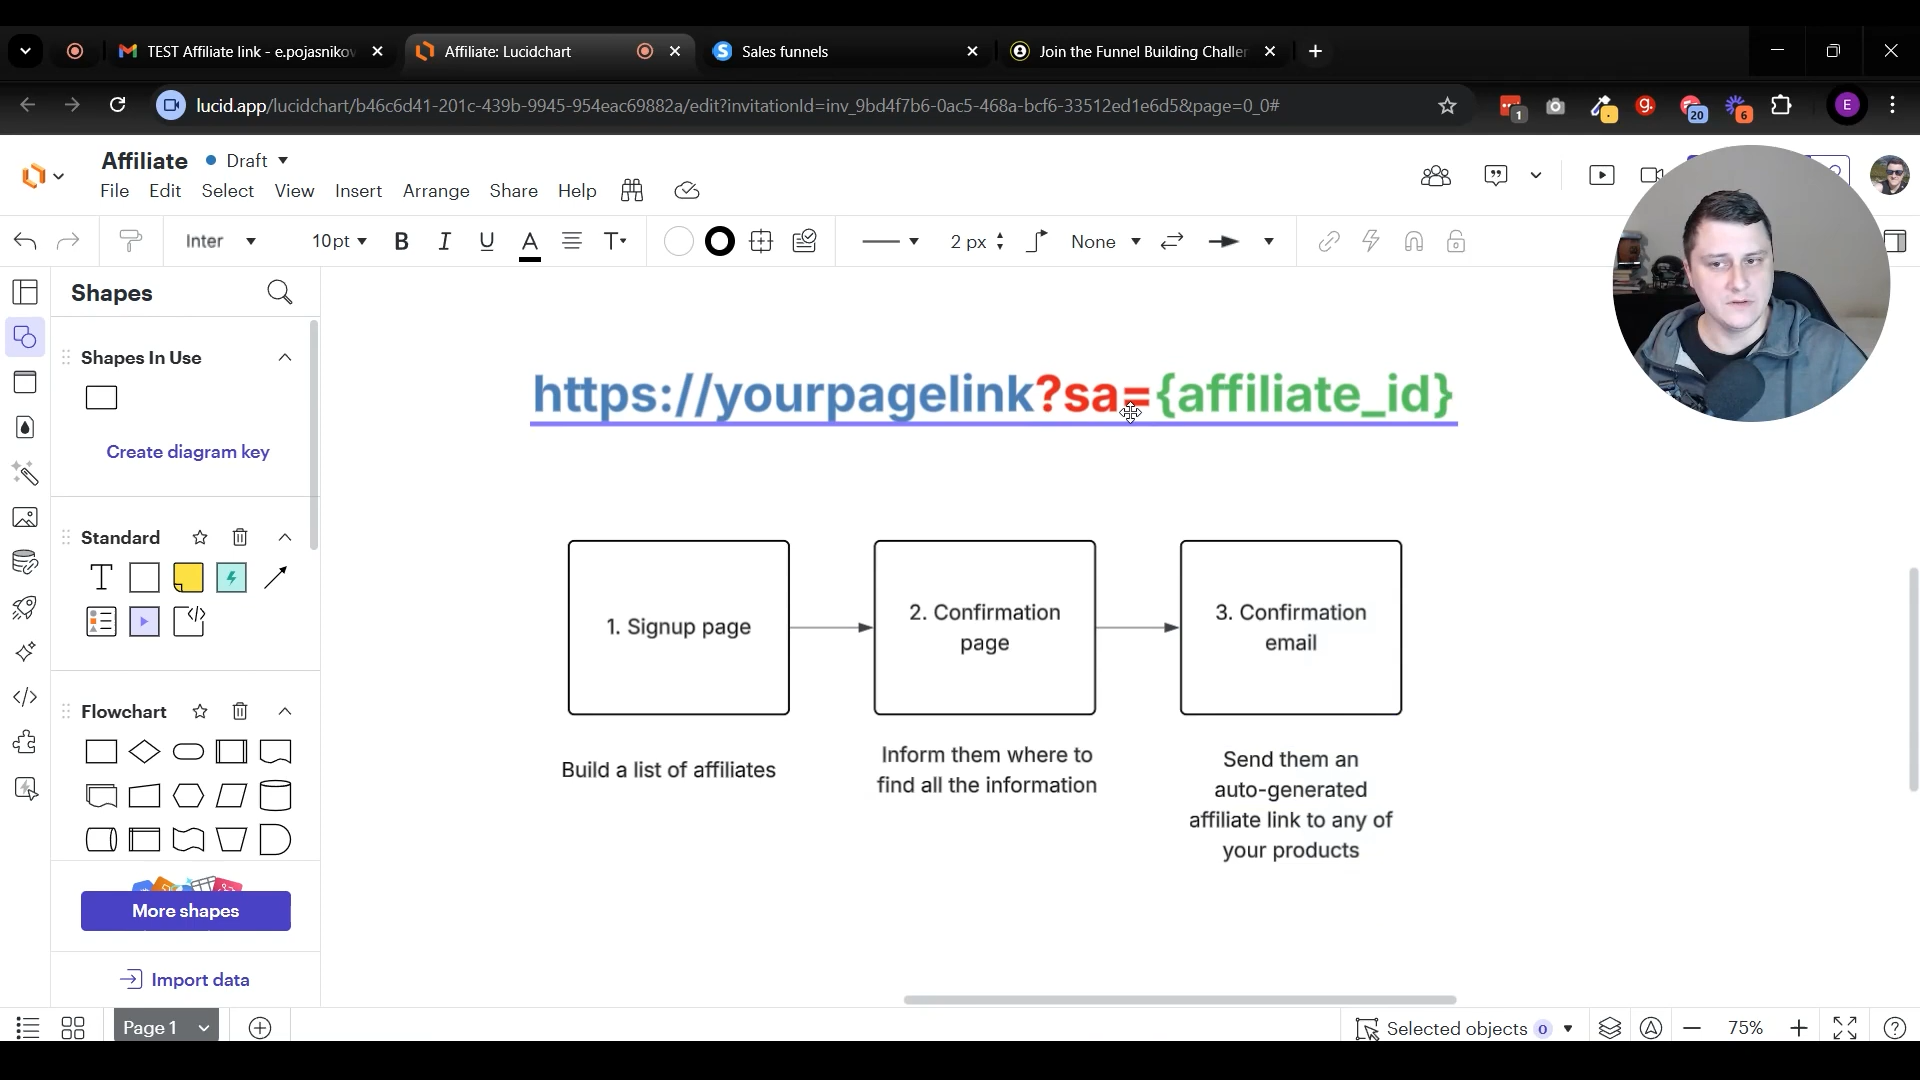 TEST Affiliate link - e.pojasnikov
Affiliate: Lucidchart
Sales funnels
Join the Funnel Building Challer
lucid.app/lucidchart/b46c6d41-201c-439b-9945-954eac69882a/edit?invitationId=inv_9bd4f7b6-0ac5-468a-bcf6-33512ed1e6d5&page=0_0#
1
g.
20
6
E
Affiliate
Draft
File
Edit
Select
View
Insert
Arrange
Share
Help
Inter
10pt
B
I
U
A
2 px
None
Shapes
Shapes In Use
Create diagram key
Standard
Flowchart
More shapes
Import data
https://yourpagelink?sa={affiliate_id}
1. Signup page
2. Confirmation
page
3. Confirmation
email
Build a list of affiliates
Inform them where to
find all the information
Send them an
auto-generated
affiliate link to any of
your products
Page 1
Selected objects 0
75%